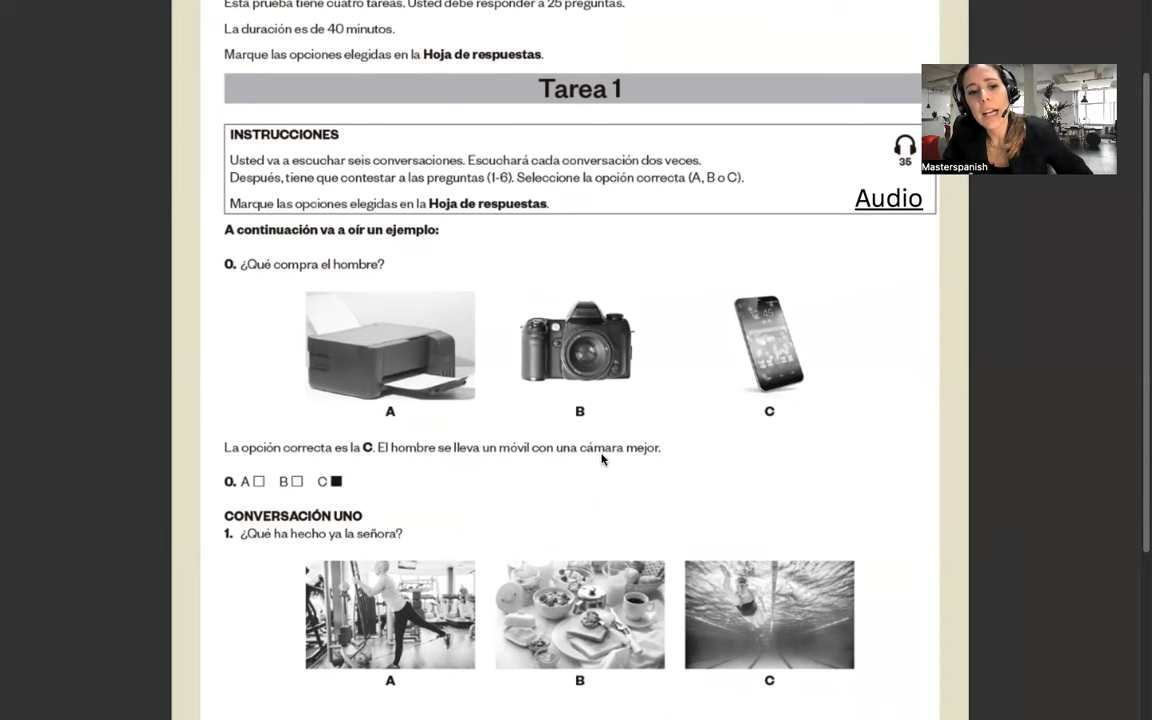 Esta prueba tiene cuatro tareas. Usted debe responder a 25 preguntas.
La duración es de 40 minutos.
Marque las opciones elegidas en la Hoja de respuestas.
Tarea 1
INSTRUCCIONES
Usted va a escuchar seis conversaciones. Escuchará cada conversación dos veces.
Después, tiene que contestar a las preguntas (1-6). Seleccione la opción correcta (A, B o C).
35
Masterspanish
Marque las opciones elegidas en la Hoja de respuestas.
Audio
A continuación va a oír un ejemplo:
0. ¿Qué compra el hombre?
A B C
La opción correcta es la C. El hombre se lleva un móvil con una cámara mejor.
0. A☐ B☐ C■
CONVERSACIÓN UNO
1. ¿Qué ha hecho ya la señora?
A B C